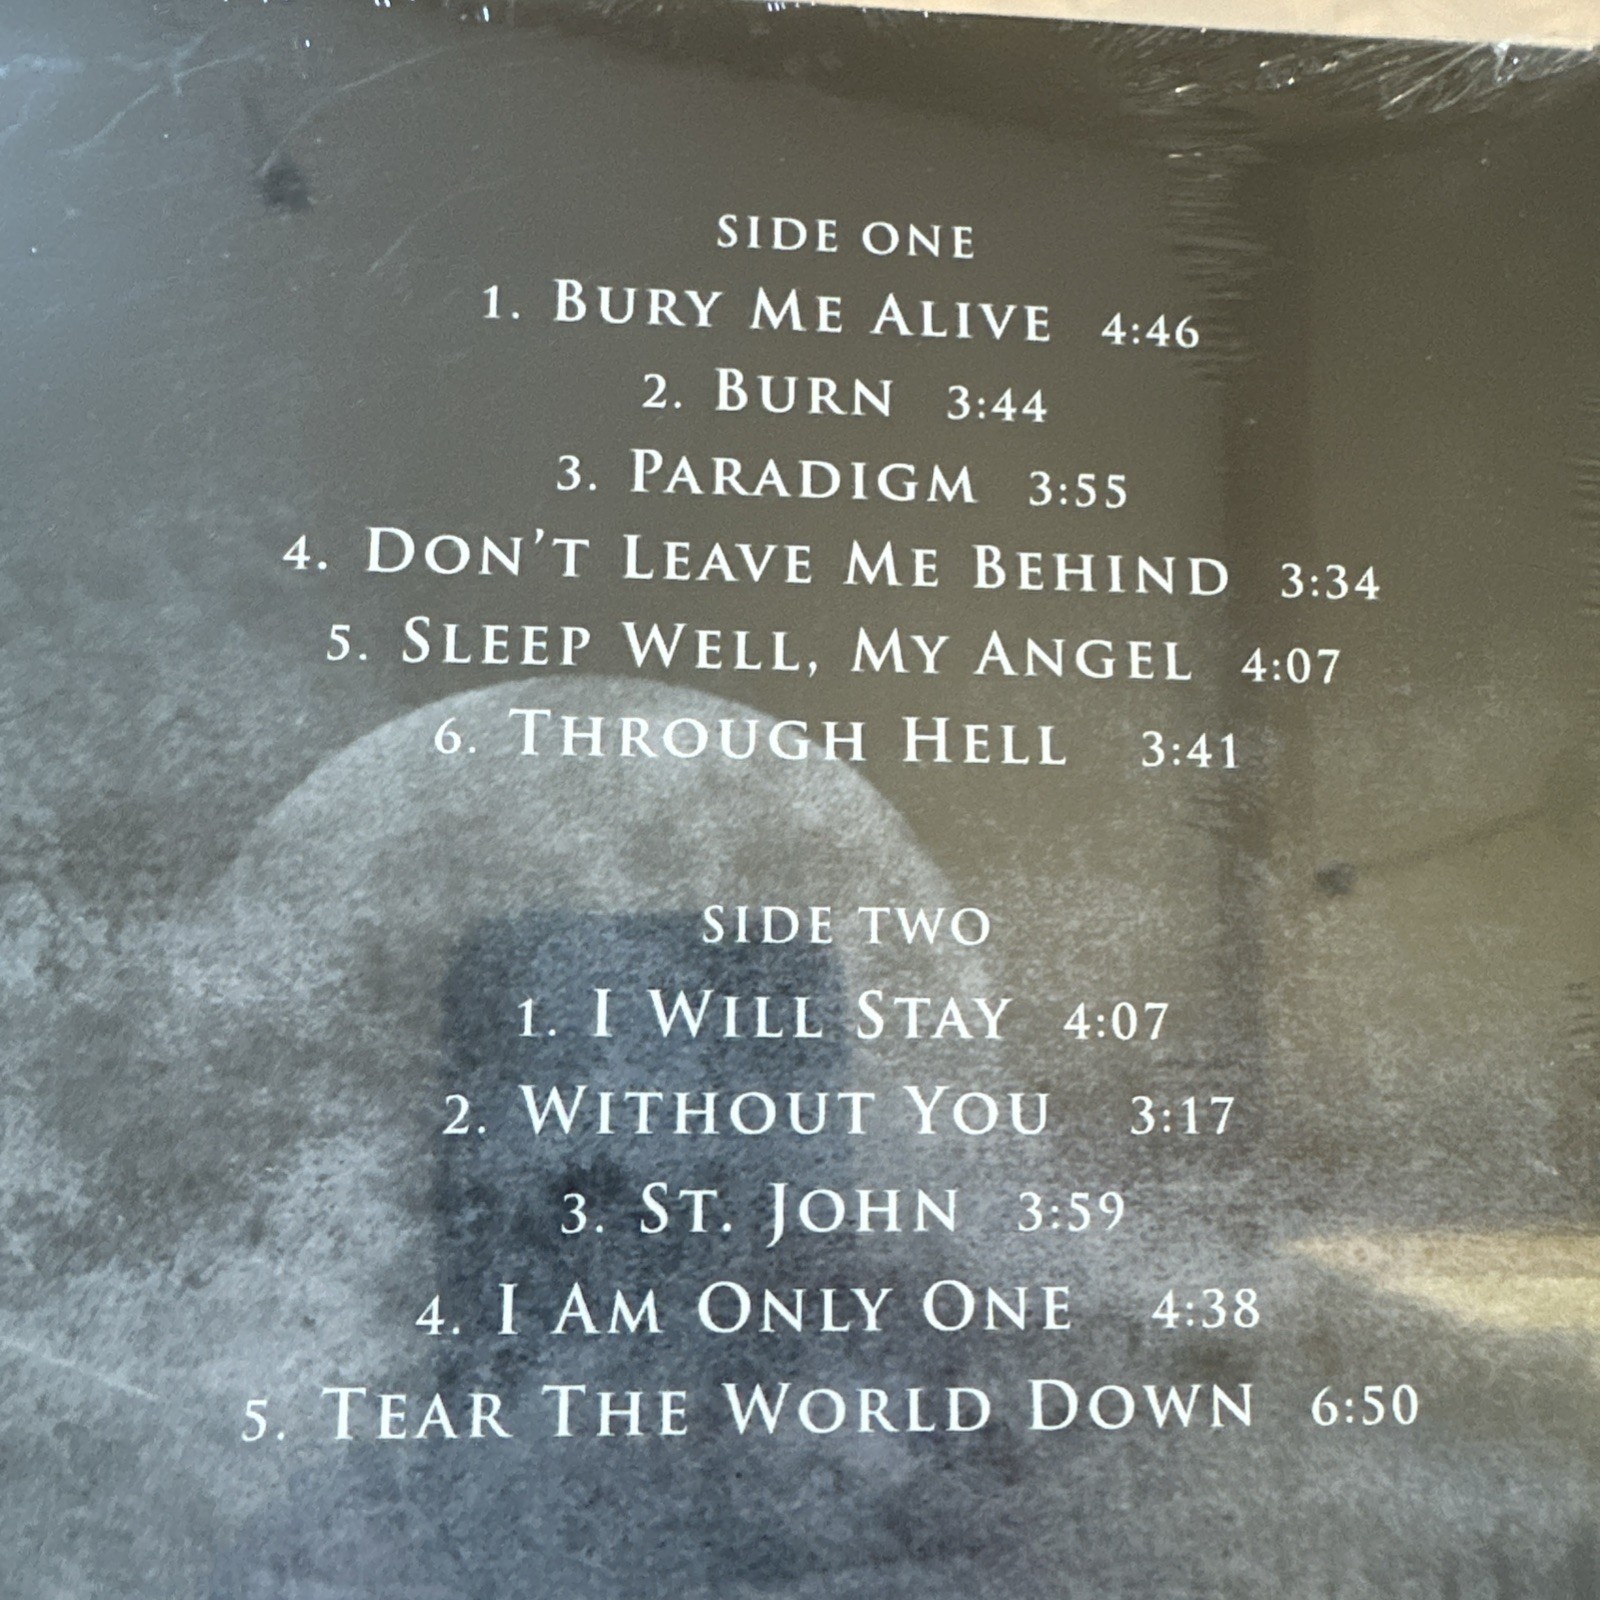 SIDE ONE
1. BURY ME ALIVE 4:46
2. BURN 3:44
3. PARADIGM 3:55
4. DON'T LEAVE ME BEHIND 3:34
5. SLEEP WELL, MY ANGEL 4:07
6. THROUGH HELL 3:41
SIDE TWO
1. I WILL STAY 4:07
2. WITHOUT YOU 3:17
3. ST. JOHN 3:59
4. I AM ONLY ONE 4:38
5. TEAR THE WORLD DOWN 6:50